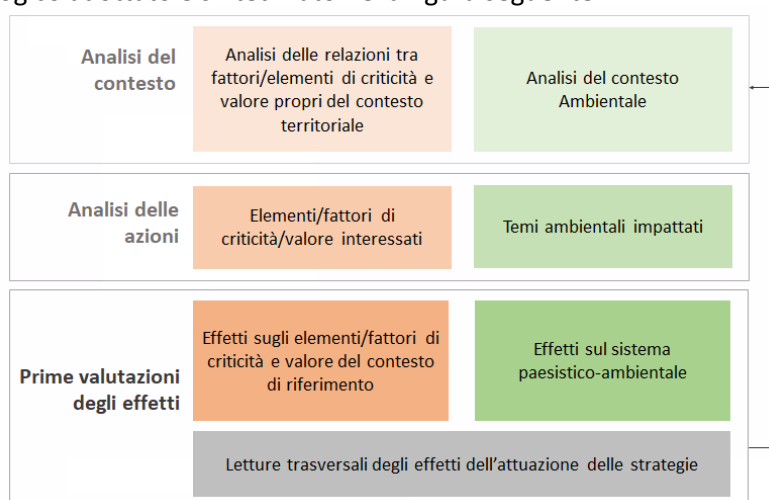 Analisi del
contesto
Analisi delle relazioni tra
fattori/elementi di criticità e
valore propri del contesto
territoriale
Analisi del contesto
Ambientale
Analisi delle
azioni
Elementi/fattori di
criticità/valore interessati
Temi ambientali impattati
Prime valutazioni
degli effetti
Effetti sugli elementi/fattori di
criticità e valore del contesto
di riferimento
Effetti sul sistema
paesistico-ambientale
Letture trasversali degli effetti dell'attuazione delle strategie